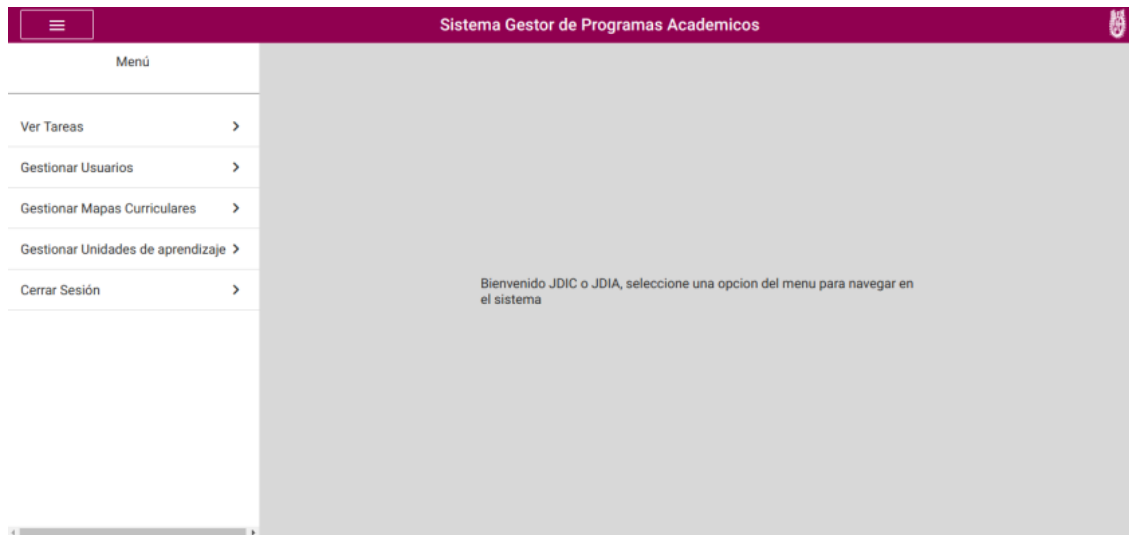 Sistema Gestor de Programas Academicos
Menú
Ver Tareas
Gestionar Usuarios
Gestionar Mapas Curriculares
Gestionar Unidades de aprendizaje
Cerrar Sesión
Bienvenido JDIC o JDIA, seleccione una opcion del menu para navegar en
el sistema